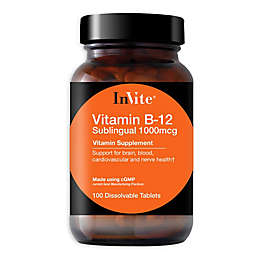 InVite®
Vitamin B-12
Sublingual 1000mcg
Vitamin Supplement
Support for brain, blood,
cardiovascular and nerve health†
Made using cGMP
100 Dissolvable Tablets